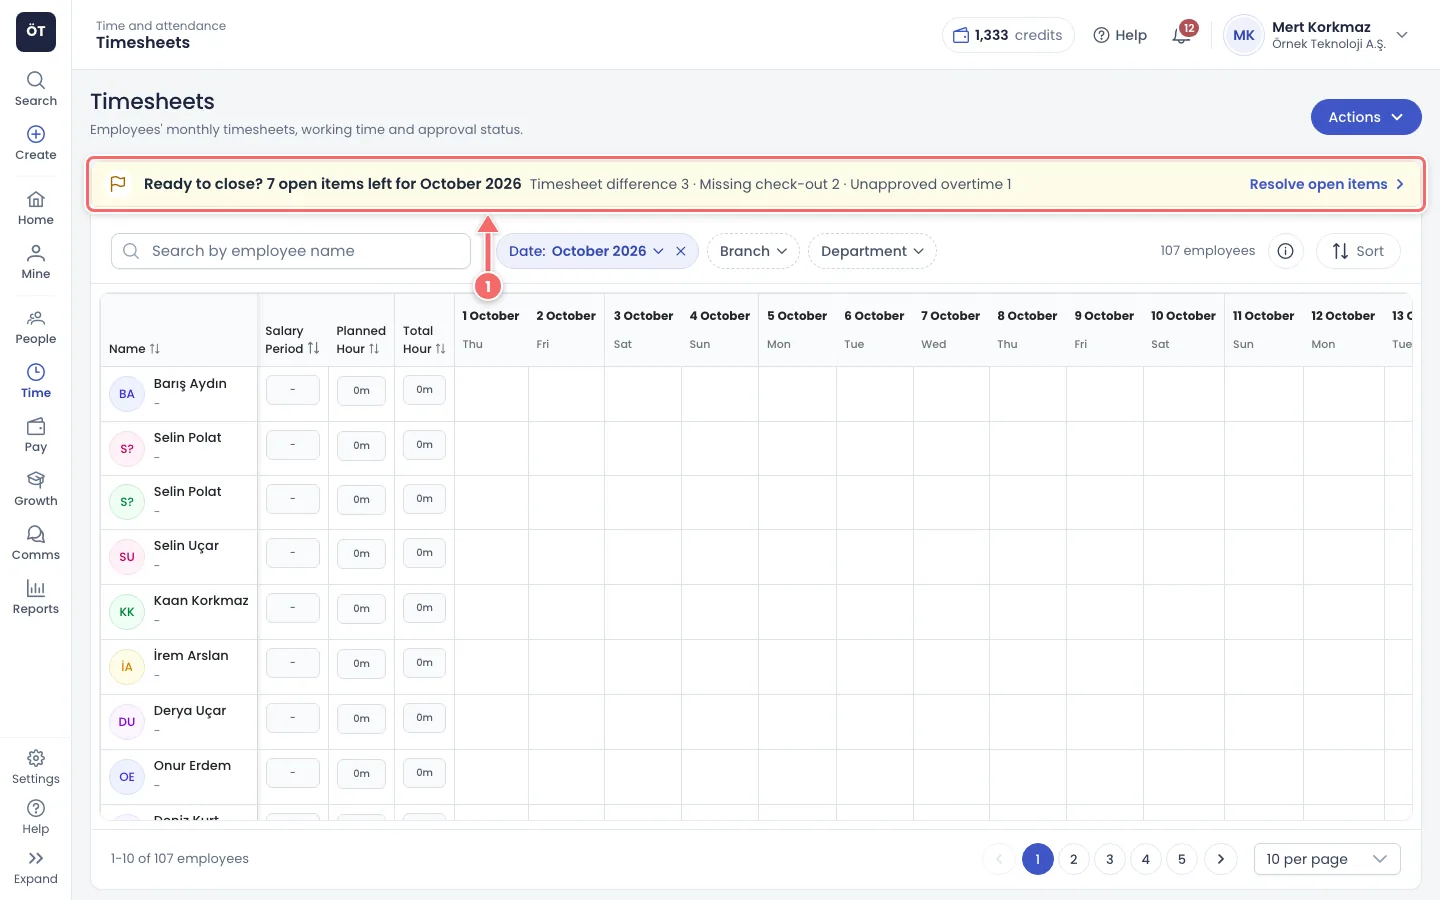 ÖT
Time and attendance
Timesheets
1,333 credits
Help
12
MK
Mert Korkmaz
Örnek Teknoloji A.Ş.
Search
Create
Home
Mine
People
Time
Pay
Growth
Comms
Reports
Settings
Help
Expand
Timesheets
Employees' monthly timesheets, working time and approval status.
Actions
Ready to close? 7 open items left for October 2026 Timesheet difference 3 · Missing check-out 2 · Unapproved overtime 1
Resolve open items
Search by employee name
Date: October 2026
Branch
Department
107 employees
Sort
1
Name
Salary Period
Planned Hour
Total Hour
1 October Thu
2 October Fri
3 October Sat
4 October Sun
5 October Mon
6 October Tue
7 October Wed
8 October Thu
9 October Fri
10 October Sat
11 October Sun
12 October Mon
13 Tue
BA Barış Aydın - - 0m 0m
S? Selin Polat - - 0m 0m
S? Selin Polat - - 0m 0m
SU Selin Uçar - - 0m 0m
KK Kaan Korkmaz - - 0m 0m
İA İrem Arslan - - 0m 0m
DU Derya Uçar - - 0m 0m
OE Onur Erdem - - 0m 0m
1-10 of 107 employees
1 2 3 4 5
10 per page